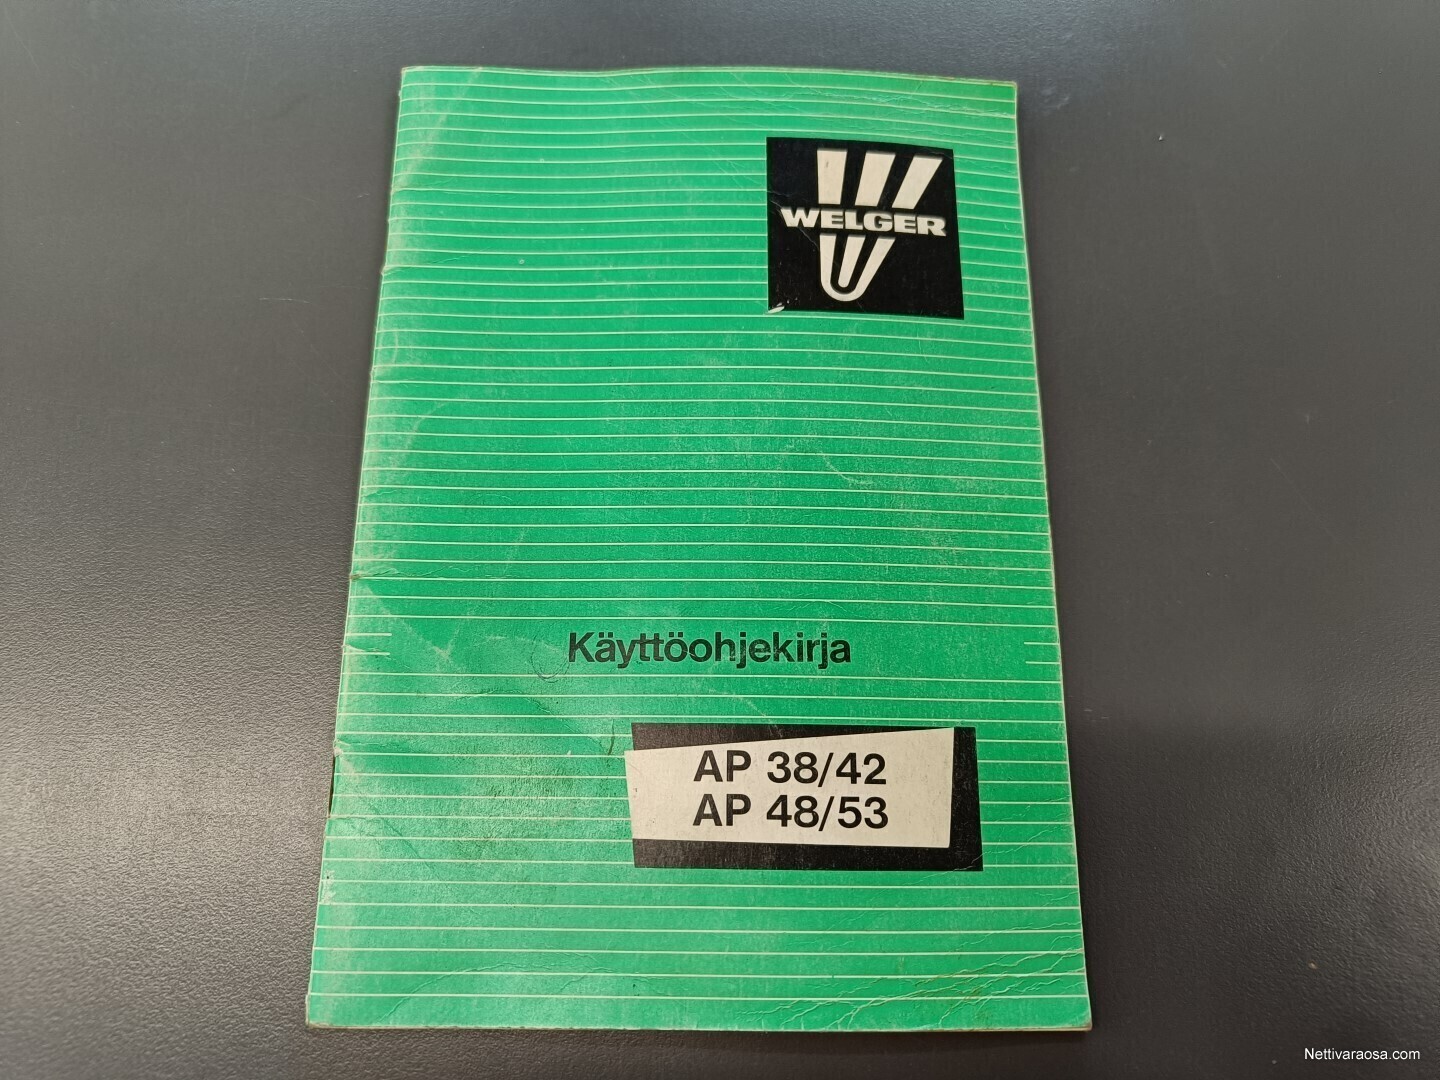 WELGER
Käyttöohjekirja
AP 38/42
AP 48/53
Nettivaraosa.com